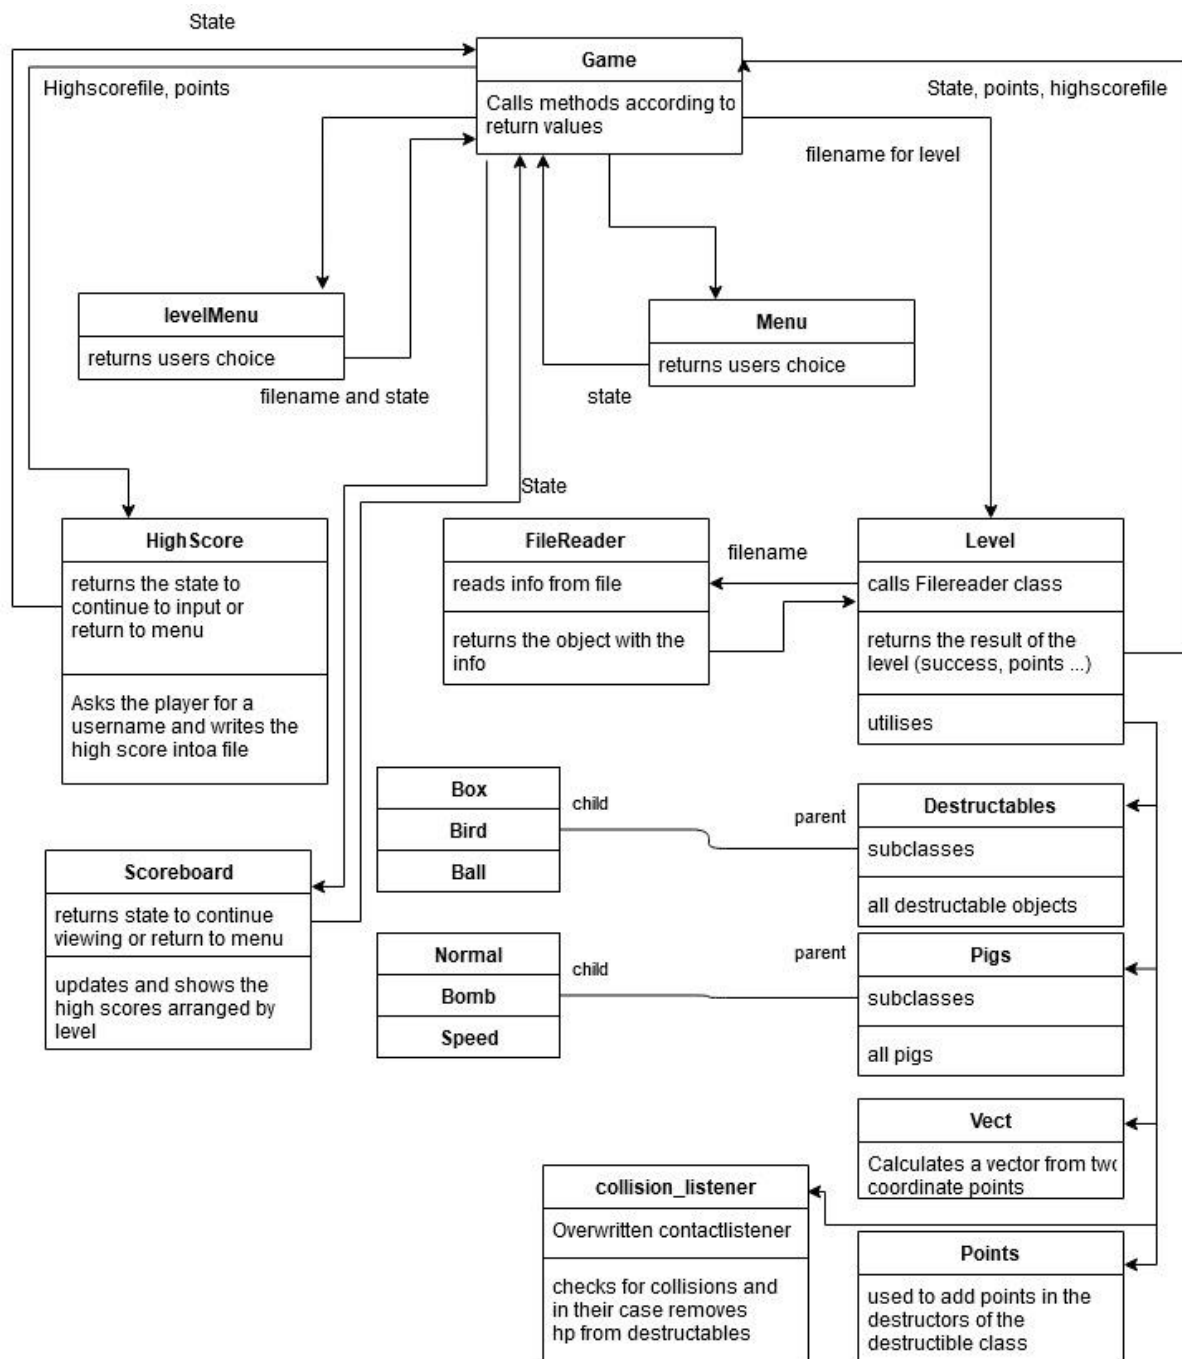 State
Game
Highscorefile, points
State, points, highscorefile
Calls methods according to
return values
filename for level
levelMenu
returns users choice
filename and state
Menu
returns users choice
state
State
HighScore
returns the state to
continue to input or
return to menu
Asks the player for a
username and writes the
high score intoa file
FileReader
reads info from file
returns the object with the
info
filename
Level
calls Filereader class
returns the result of the
level (success, points ...)
utilises
Box
Bird
Ball
child
parent
Destructables
subclasses
all destructable objects
Scoreboard
returns state to continue
viewing or return to menu
updates and shows the
high scores arranged by
level
Normal
Bomb
Speed
child
parent
Pigs
subclasses
all pigs
Vect
Calculates a vector from two
coordinate points
collision_listener
Overwritten contactlistener
checks for collisions and
in their case removes
hp from destructables
Points
used to add points in the
destructors of the
destructible class